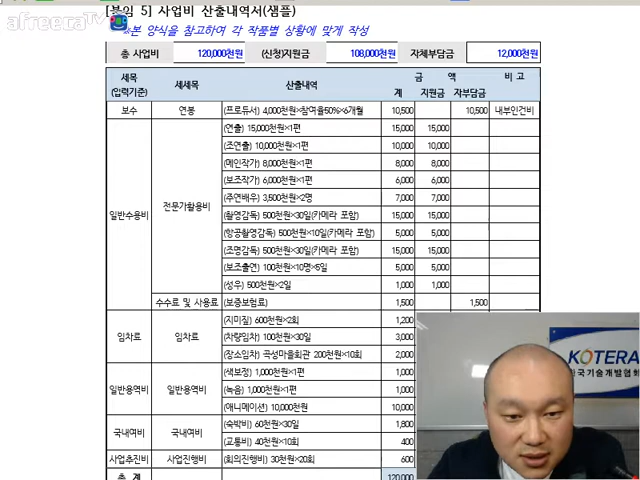 afreecaTV
[붙임 5] 사업비 산출내역서(샘플)
※본 양식을 참고하여 각 작품별 상황에 맞게 작성
총 사업비 120,000천원 (신청)지원금 108,000천원 자체부담금 12,000천원
세목 (입력기준) 세세목 산출내역 금 액 비 고
계 지원금 자부담금
보수 연봉 (프로듀서) 4,000천원×참여율50%×6개월 10,500 10,500 내부인건비
일반수용비 전문가활용비 (연출) 15,000천원×1편 15,000 15,000
(조연출) 10,000천원×1편 10,000 10,000
(메인작가) 8,000천원×1편 8,000 8,000
(보조작가) 6,000천원×1편 6,000 6,000
(주연배우) 3,500천원×2명 7,000 7,000
(촬영감독) 500천원×30일(카메라 포함) 15,000 15,000
(항공촬영감독) 500천원×10일(카메라 포함) 5,000 5,000
(조명감독) 500천원×30일(카메라 포함) 15,000 15,000
(보조출연) 100천원×10명×5일 5,000 5,000
(성우) 500천원×2일 1,000 1,000
수수료 및 사용료 (보증보험료) 1,500 1,500
임차료 임차료 (지미집) 600천원×2회 1,200
(차량임차) 100천원×30일 3,000
(장소임차) 곡성마을회관 200천원×10회 2,000
일반용역비 일반용역비 (색보정) 1,000천원×1편 1,000
(녹음) 1,000천원×1편 1,000
(애니메이션) 10,000천원 10,000
국내여비 국내여비 (숙박비) 60천원×30일 1,800
(교통비) 40천원×10회 400
사업추진비 사업진행비 (회의진행비) 30천원×20회 600
총 계 120,000
KOTERA
한국기술개발협회